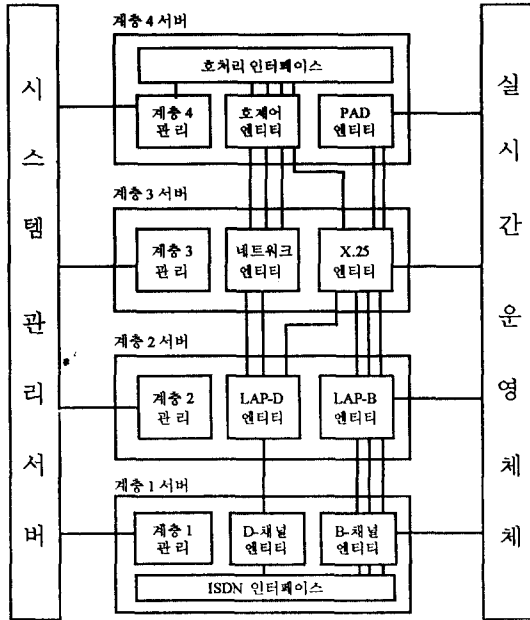 시스템관리서버
계층 4 서버
호처리 인터페이스
계층 4
관리
호제어
엔티티
PAD
엔티티
계층 3 서버
계층 3
관리
네트워크
엔티티
X.25
엔티티
계층 2 서버
계층 2
관리
LAP-D
엔티티
LAP-B
엔티티
계층 1 서버
계층 1
관리
D-채널
엔티티
B-채널
엔티티
ISDN 인터페이스
실시간운영체체